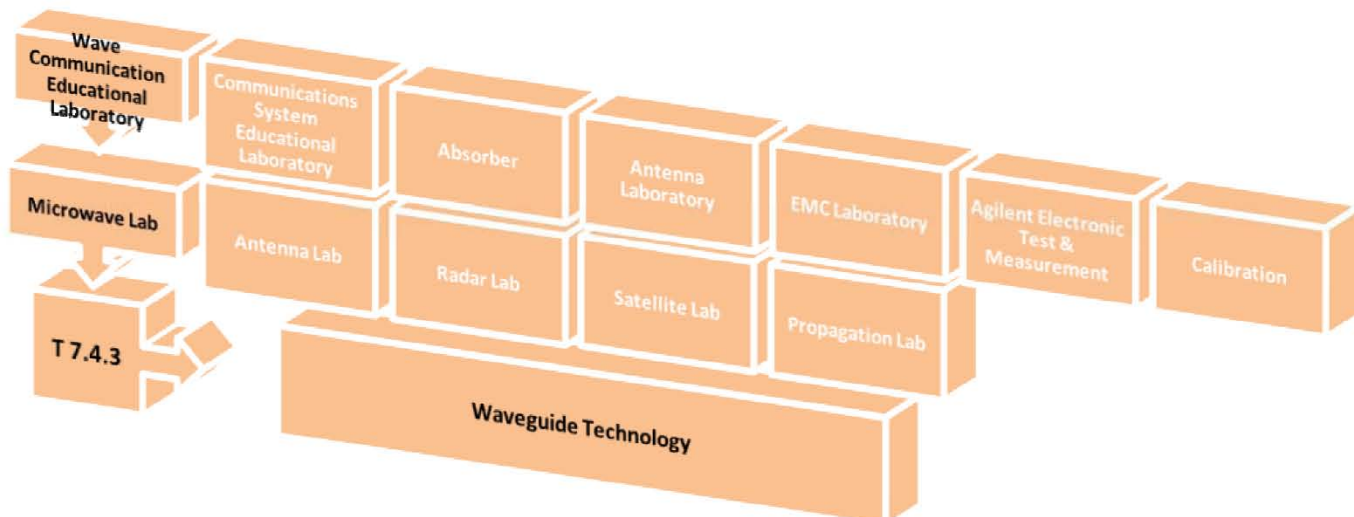 Wave
Communication
Educational
Laboratory
Communications
System
Educational
Laboratory
Absorber
Antenna
Laboratory
EMC Laboratory
Agilent Electronic
Test &
Measurement
Calibration
Microwave Lab
Antenna Lab
Radar Lab
Satellite Lab
Propagation Lab
T 7.4.3
Waveguide Technology